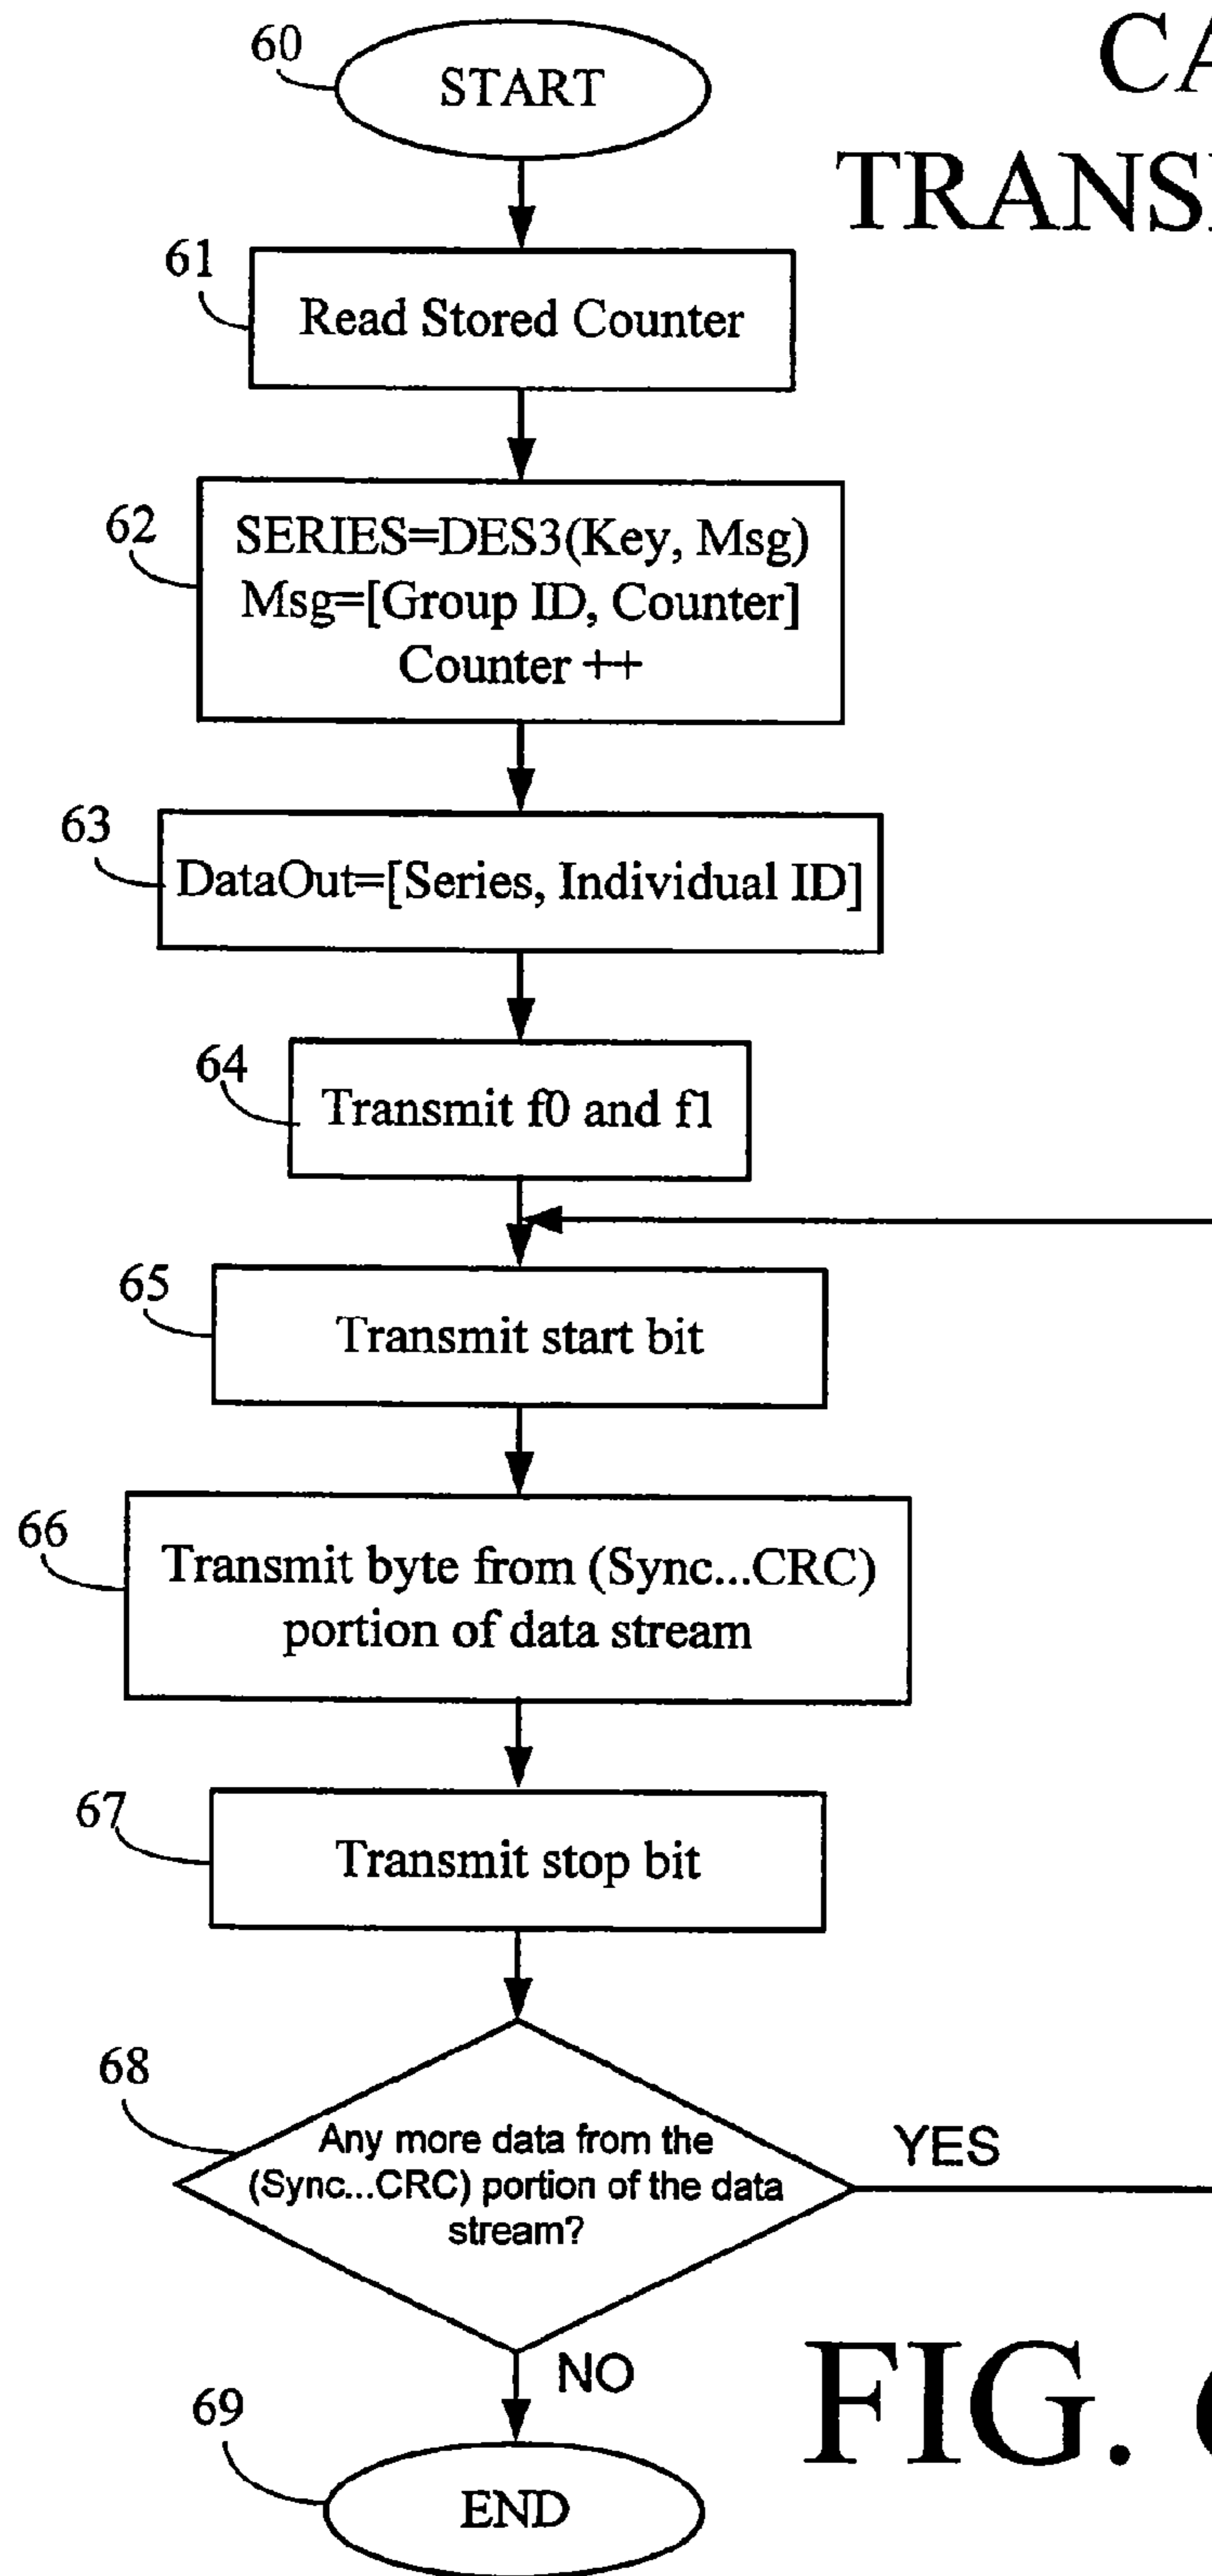 60
START
CA
TRANS
61
Read Stored Counter
62
SERIES=DES3(Key, Msg)
Msg=[Group ID, Counter]
Counter ++
63
DataOut=[Series, Individual ID]
64
Transmit f0 and f1
65
Transmit start bit
66
Transmit byte from (Sync...CRC)
portion of data stream
67
Transmit stop bit
68
Any more data from the
(Sync...CRC) portion of the data
stream?
YES
NO
FIG.
69
END